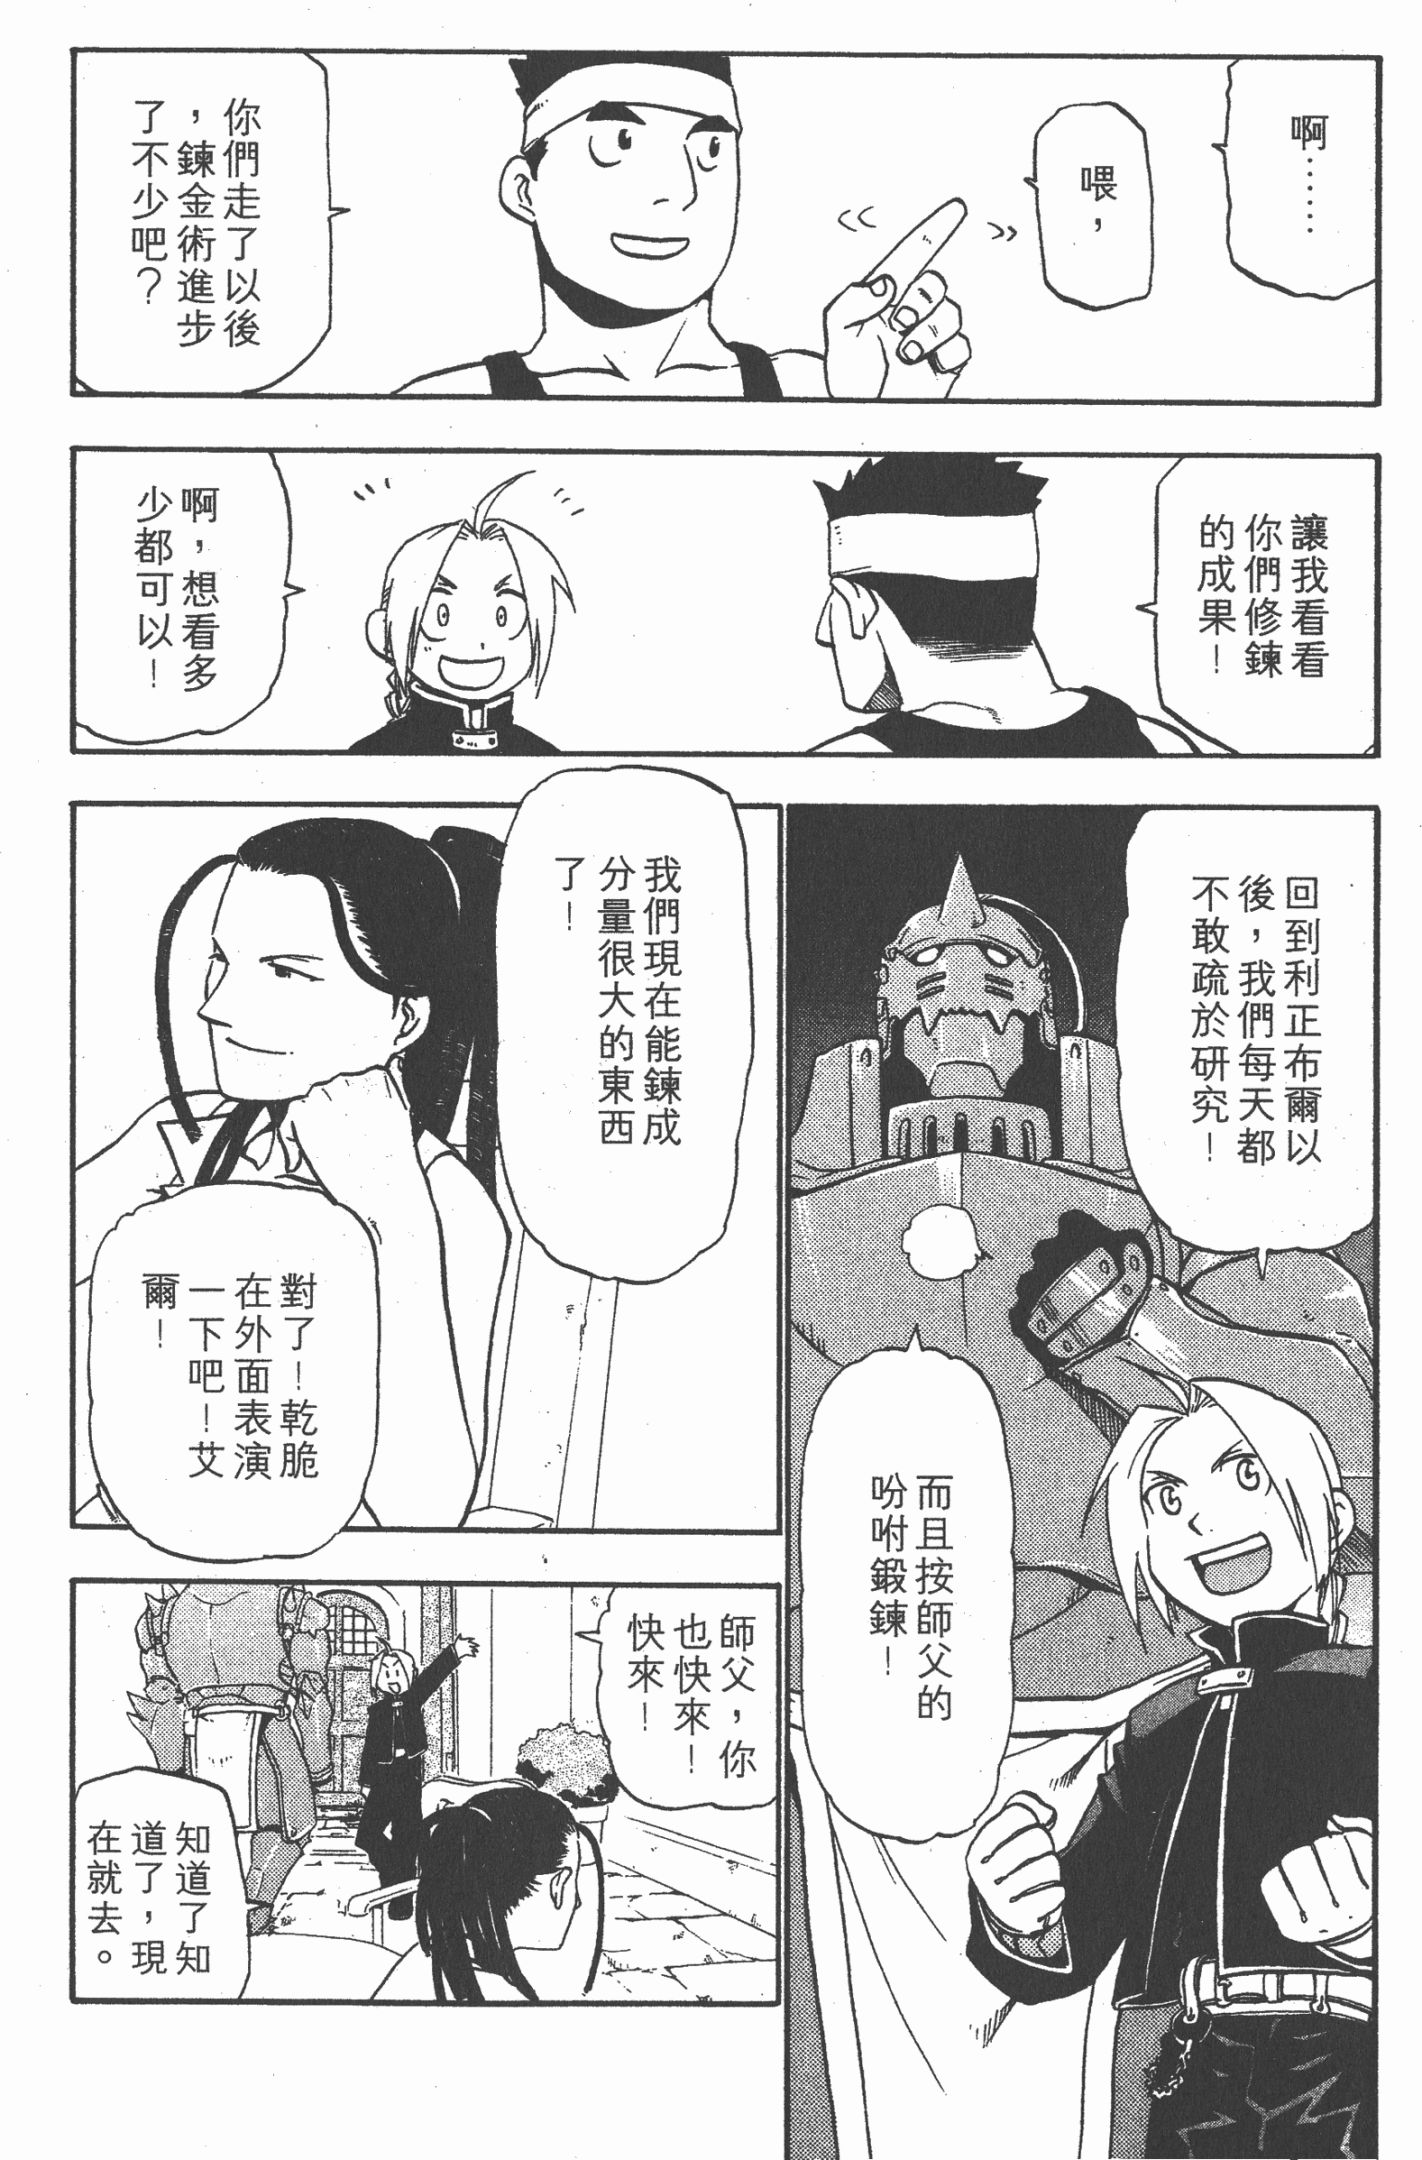 啊……
喂，
你們走了以後
，鍊金術進步
了不少吧？
讓我看看
你們修鍊
的成果！
啊，想看多
少都可以！
回到利正布爾以
後，我們每天都
不敢疏於研究！
而且按師父的
吩咐鍛鍊！
我們現在能鍊成
分量很大的東西
了！
對了！乾脆
在外面表演
一下吧！艾
爾！
師父，你
也快來！
快來！
知道了知
道了，現
在就去。